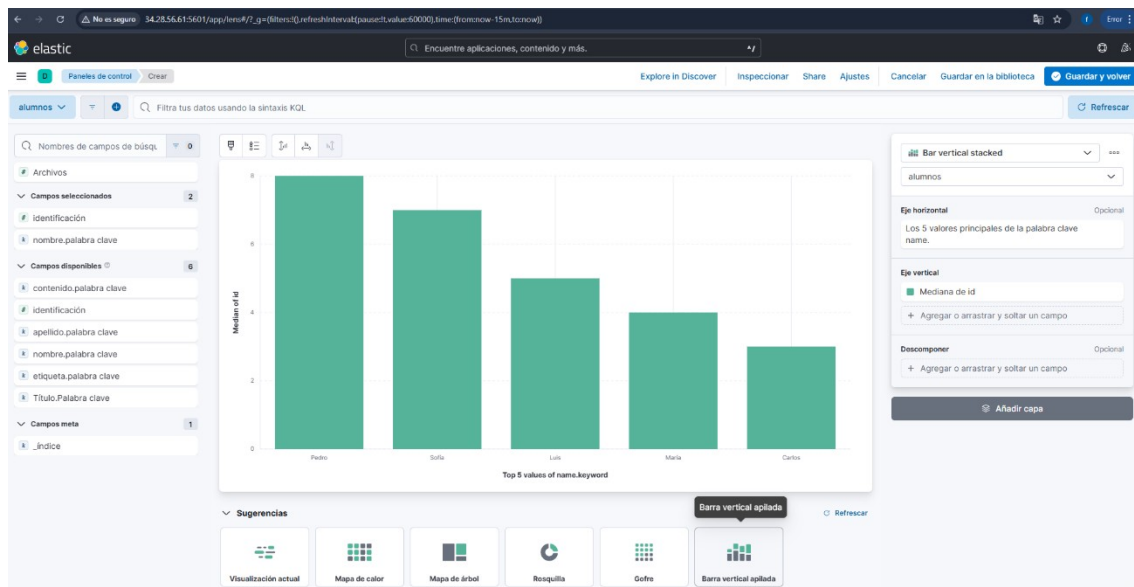 No es seguro 34.28.56.61:5601/app/lens#/?_g=(filters:!(),refreshInterval:(pause:!t,value:60000),time:(from:now-15m,to:now))
Error
elastic
Encuentre aplicaciones, contenido y más.
D Paneles de control Crear
Explore in Discover Inspeccionar Share Ajustes Cancelar Guardar en la biblioteca Guardar y volver
alumnos
Filtra tus datos usando la sintaxis KQL
Refrescar
Nombres de campos de búsqu 0
Archivos
Campos seleccionados 2
identificación
nombre.palabra clave
Campos disponibles 6
contenido.palabra clave
identificación
apellido.palabra clave
nombre.palabra clave
etiqueta.palabra clave
Título.Palabra clave
Campos meta 1
_índice
Median of id
8
6
4
2
0
Pedro Sofía Luis María Carlos
Top 5 values of name.keyword
Sugerencias
Barra vertical apilada
Refrescar
Visualización actual Mapa de calor Mapa de árbol Rosquilla Gofre Barra vertical apilada
Bar vertical stacked
alumnos
Eje horizontal Opcional
Los 5 valores principales de la palabra clave
name.
Eje vertical
Mediana de id
+ Agregar o arrastrar y soltar un campo
Descomponer Opcional
+ Agregar o arrastrar y soltar un campo
Añadir capa